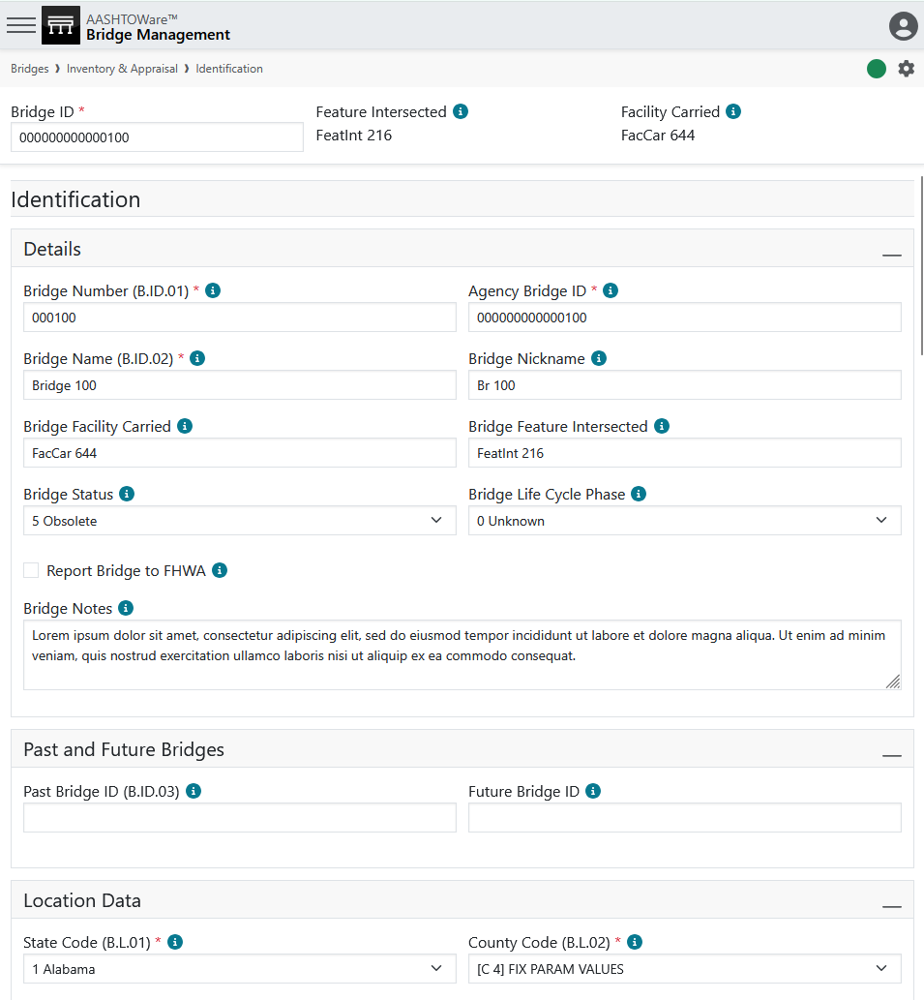 AASHTOWare™
Bridge Management
Bridges ❯ Inventory & Appraisal ❯ Identification
Bridge ID *
000000000000100
Feature Intersected
FeatInt 216
Facility Carried
FacCar 644
Identification
Details
Bridge Number (B.ID.01) *
000100
Agency Bridge ID *
000000000000100
Bridge Name (B.ID.02) *
Bridge 100
Bridge Nickname
Br 100
Bridge Facility Carried
FacCar 644
Bridge Feature Intersected
FeatInt 216
Bridge Status
5 Obsolete
Bridge Life Cycle Phase
0 Unknown
Report Bridge to FHWA
Bridge Notes
Lorem ipsum dolor sit amet, consectetur adipiscing elit, sed do eiusmod tempor incididunt ut labore et dolore magna aliqua. Ut enim ad minim
veniam, quis nostrud exercitation ullamco laboris nisi ut aliquip ex ea commodo consequat.
Past and Future Bridges
Past Bridge ID (B.ID.03)
Future Bridge ID
Location Data
State Code (B.L.01) *
1 Alabama
County Code (B.L.02) *
[C 4] FIX PARAM VALUES